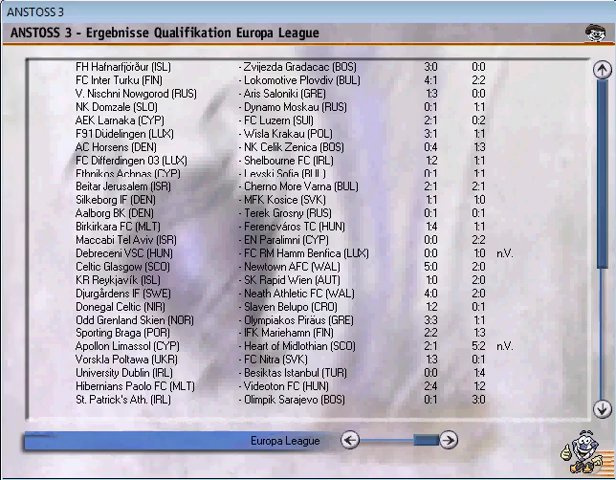 ANSTOSS 3
ANSTOSS 3 - Ergebnisse Qualifikation Europa League
FH Hafnarfjörður (ISL) - Zvijezda Gradacac (BOS) 3:0 0:0
FC Inter Turku (FIN) - Lokomotive Plovdiv (BUL) 4:1 2:2
V. Nischni Nowgorod (RUS) - Aris Saloniki (GRE) 1:3 0:0
NK Domzale (SLO) - Dynamo Moskau (RUS) 0:1 1:1
AEK Larnaka (CYP) - FC Luzern (SUI) 2:1 0:2
F91 Düdelingen (LUX) - Wisla Krakau (POL) 3:1 1:1
AC Horsens (DEN) - NK Celik Zenica (BOS) 0:4 1:3
FC Differdingen 03 (LUX) - Shelbourne FC (IRL) 1:2 1:1
Ethnikos Achnas (CYP) - Levski Sofia (BUL) 0:1 1:1
Beitar Jerusalem (ISR) - Cherno More Varna (BUL) 2:1 2:1
Silkeborg IF (DEN) - MFK Kosice (SVK) 1:1 1:0
Aalborg BK (DEN) - Terek Grosny (RUS) 0:1 0:1
Birkirkara FC (MLT) - Ferencváros TC (HUN) 1:4 1:1
Maccabi Tel Aviv (ISR) - EN Paralimni (CYP) 0:0 2:2
Debreceni VSC (HUN) - FC RM Hamm Benfica (LUX) 0:0 1:0 n.V.
Celtic Glasgow (SCO) - Newtown AFC (WAL) 5:0 2:0
KR Reykjavík (ISL) - SK Rapid Wien (AUT) 1:0 2:0
Djurgårdens IF (SWE) - Neath Athletic FC (WAL) 4:0 2:0
Donegal Celtic (NIR) - Slaven Belupo (CRO) 1:2 0:1
Odd Grenland Skien (NOR) - Olympiakos Piräus (GRE) 3:3 1:1
Sporting Braga (POR) - IFK Mariehamn (FIN) 2:2 1:3
Apollon Limassol (CYP) - Heart of Midlothian (SCO) 2:1 5:2 n.V.
Vorskla Poltawa (UKR) - FC Nitra (SVK) 1:3 0:1
University Dublin (IRL) - Besiktas Istanbul (TUR) 0:0 1:4
Hibernians Paolo FC (MLT) - Videoton FC (HUN) 2:4 1:2
St. Patrick's Ath. (IRL) - Olimpik Sarajevo (BOS) 0:1 3:0
Europa League